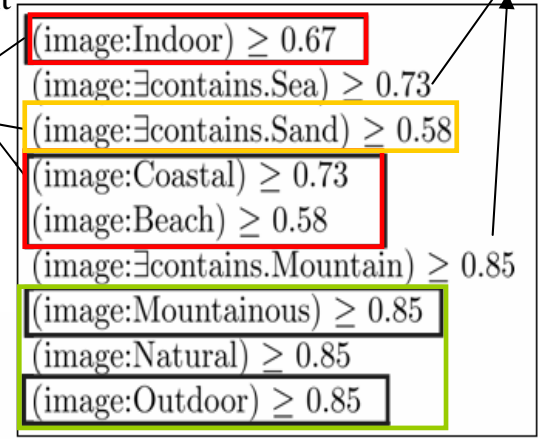 (image:Indoor) ≥ 0.67
(image:∃contains.Sea) ≥ 0.73
(image:∃contains.Sand) ≥ 0.58
(image:Coastal) ≥ 0.73
(image:Beach) ≥ 0.58
(image:∃contains.Mountain) ≥ 0.85
(image:Mountainous) ≥ 0.85
(image:Natural) ≥ 0.85
(image:Outdoor) ≥ 0.85